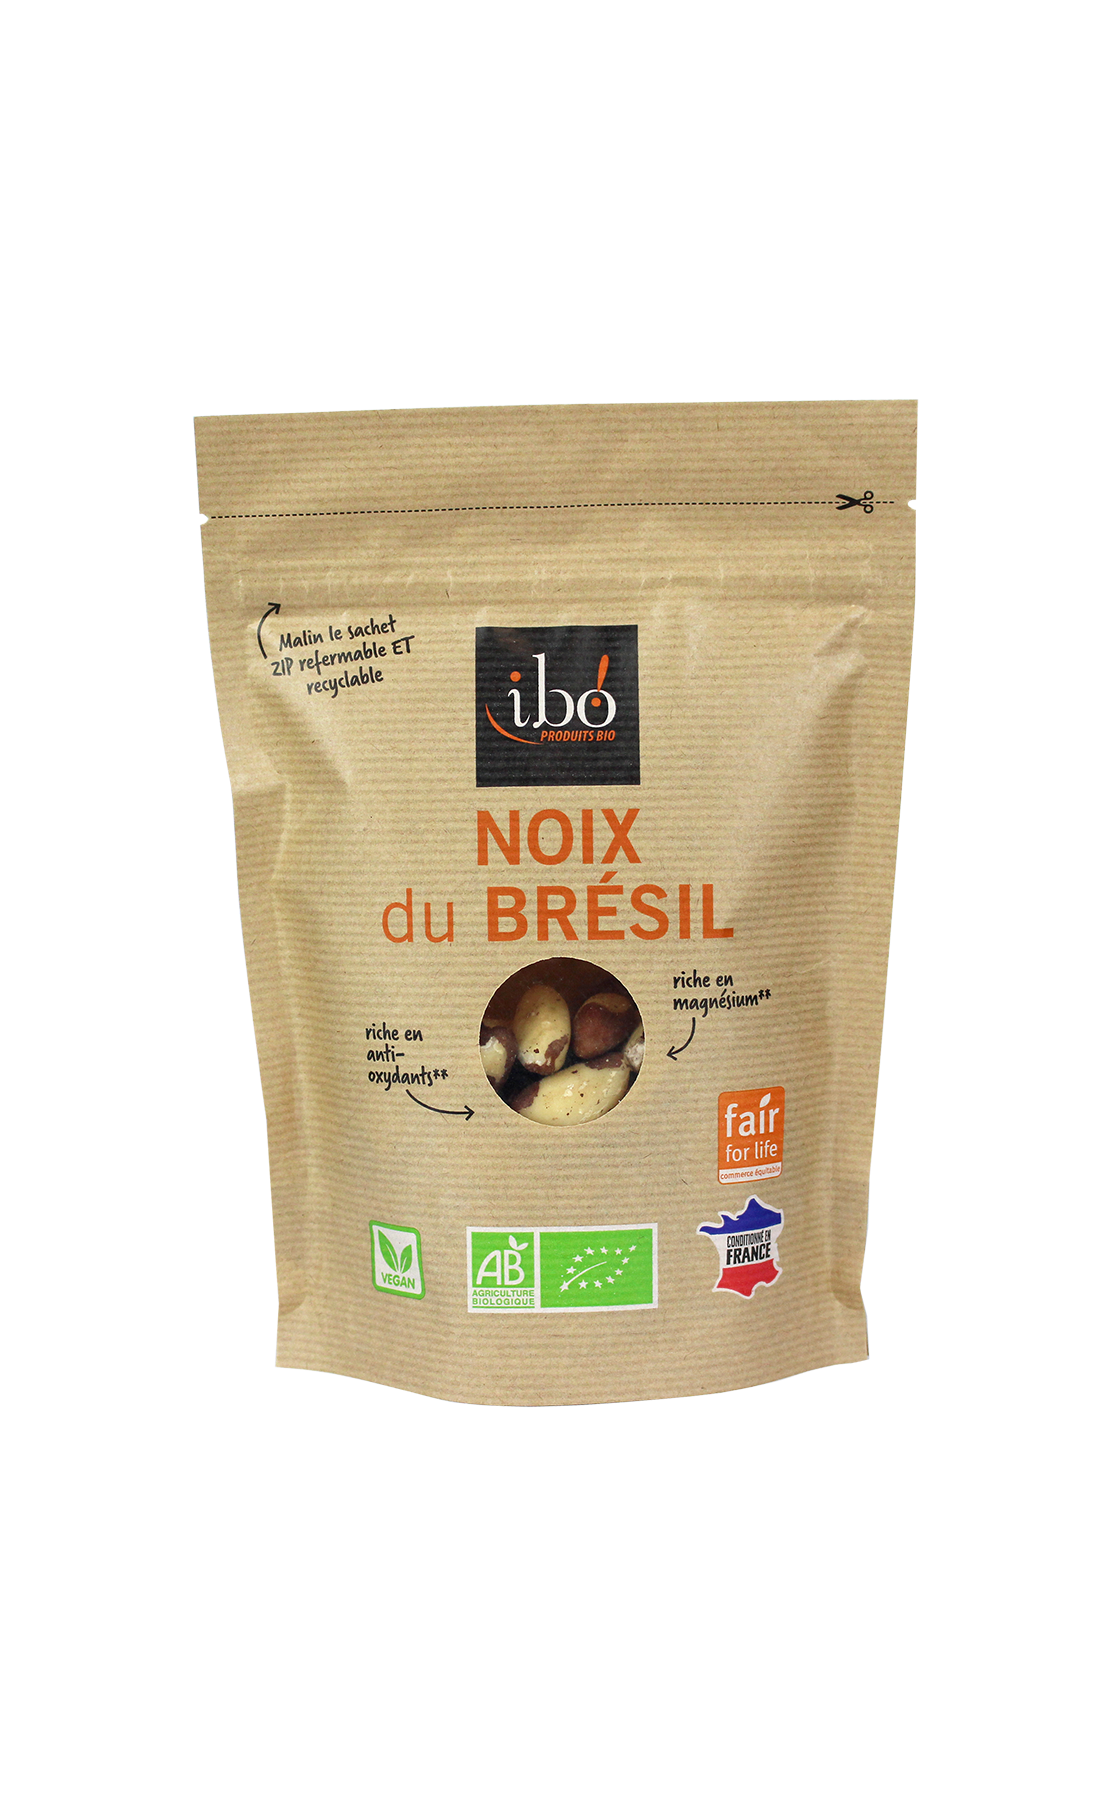 Malin le sachet
ZIP refermable ET
recyclable
ibó
PRODUITS BIO
NOIX
du BRÉSIL
riche en
magnésium**
riche en
anti-
oxydants**
fair
for life
commerce équitable
VEGAN
AB
AGRICULTURE
BIOLOGIQUE
CONDITIONNÉ EN
FRANCE